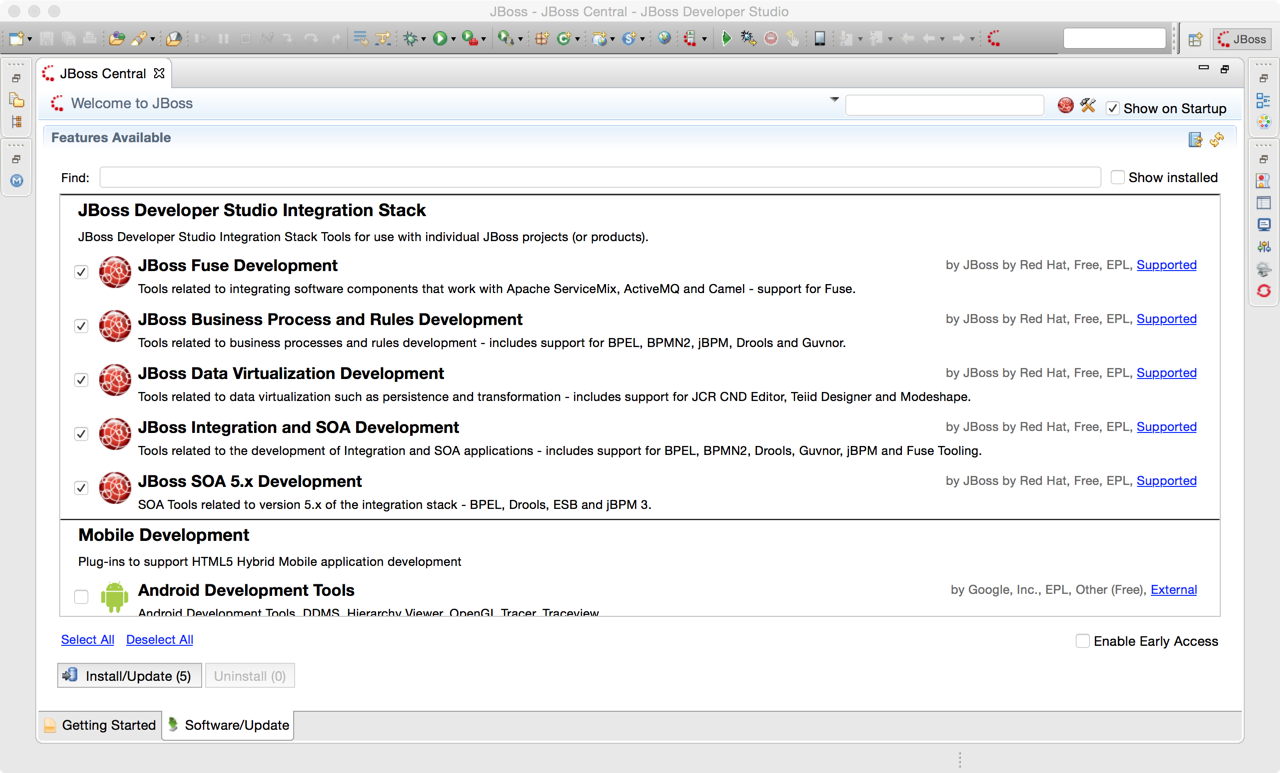 JBoss - JBoss Central - JBoss Developer Studio
JBoss
JBoss Central
Welcome to JBoss
Show on Startup
Features Available
Find:
Show installed
JBoss Developer Studio Integration Stack
JBoss Developer Studio Integration Stack Tools for use with individual JBoss projects (or products).
JBoss Fuse Development
by JBoss by Red Hat, Free, EPL, Supported
Tools related to integrating software components that work with Apache ServiceMix, ActiveMQ and Camel - support for Fuse.
JBoss Business Process and Rules Development
by JBoss by Red Hat, Free, EPL, Supported
Tools related to business processes and rules development - includes support for BPEL, BPMN2, jBPM, Drools and Guvnor.
JBoss Data Virtualization Development
by JBoss by Red Hat, Free, EPL, Supported
Tools related to data virtualization such as persistence and transformation - includes support for JCR CND Editor, Teiid Designer and Modeshape.
JBoss Integration and SOA Development
by JBoss by Red Hat, Free, EPL, Supported
Tools related to the development of Integration and SOA applications - includes support for BPEL, BPMN2, Drools, Guvnor, jBPM and Fuse Tooling.
JBoss SOA 5.x Development
by JBoss by Red Hat, Free, EPL, Supported
SOA Tools related to version 5.x of the integration stack - BPEL, Drools, ESB and jBPM 3.
Mobile Development
Plug-ins to support HTML5 Hybrid Mobile application development
Android Development Tools
by Google, Inc., EPL, Other (Free), External
Android Development Tools, DDMS, Hierarchy Viewer, OpenGL Tracer, Traceview
Select All
Deselect All
Enable Early Access
Install/Update (5)
Uninstall (0)
Getting Started
Software/Update